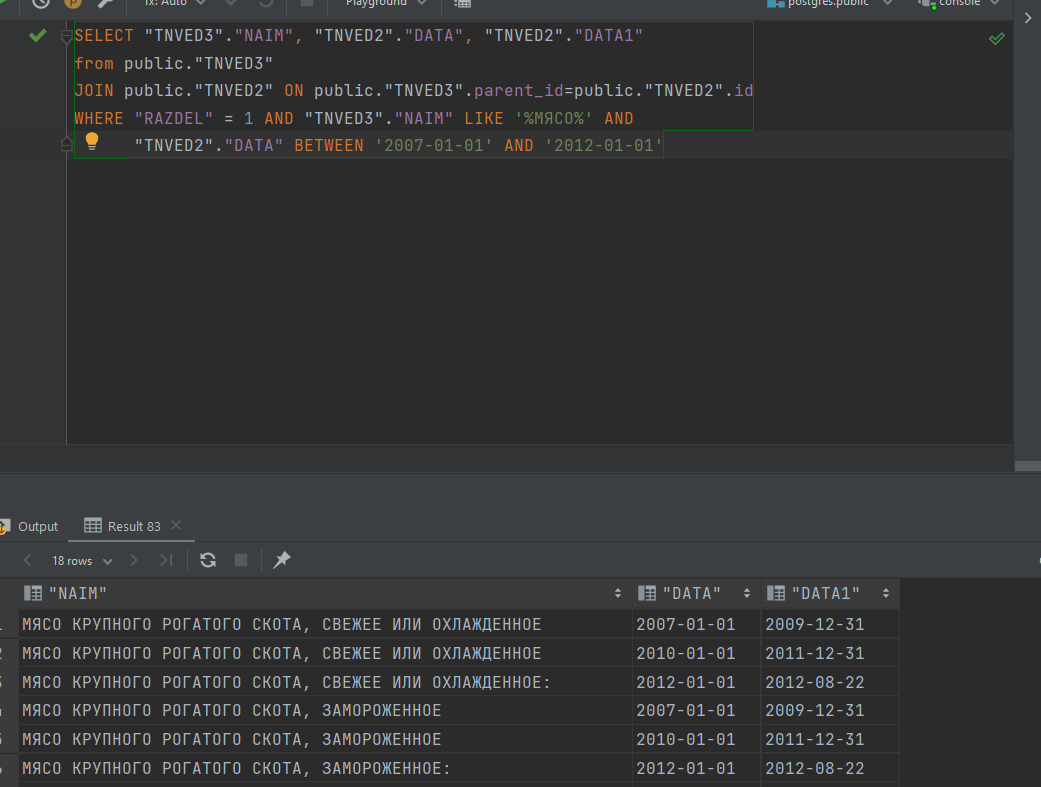 Tx: Auto Playground postgres.public console
SELECT "TNVED3"."NAIM", "TNVED2"."DATA", "TNVED2"."DATA1"
from public."TNVED3"
JOIN public."TNVED2" ON public."TNVED3".parent_id=public."TNVED2".id
WHERE "RAZDEL" = 1 AND "TNVED3"."NAIM" LIKE '%МЯСО%' AND
"TNVED2"."DATA" BETWEEN '2007-01-01' AND '2012-01-01'
Output Result 83
18 rows
"NAIM" "DATA" "DATA1"
МЯСО КРУПНОГО РОГАТОГО СКОТА, СВЕЖЕЕ ИЛИ ОХЛАЖДЕННОЕ 2007-01-01 2009-12-31
МЯСО КРУПНОГО РОГАТОГО СКОТА, СВЕЖЕЕ ИЛИ ОХЛАЖДЕННОЕ 2010-01-01 2011-12-31
МЯСО КРУПНОГО РОГАТОГО СКОТА, СВЕЖЕЕ ИЛИ ОХЛАЖДЕННОЕ: 2012-01-01 2012-08-22
МЯСО КРУПНОГО РОГАТОГО СКОТА, ЗАМОРОЖЕННОЕ 2007-01-01 2009-12-31
МЯСО КРУПНОГО РОГАТОГО СКОТА, ЗАМОРОЖЕННОЕ 2010-01-01 2011-12-31
МЯСО КРУПНОГО РОГАТОГО СКОТА, ЗАМОРОЖЕННОЕ: 2012-01-01 2012-08-22